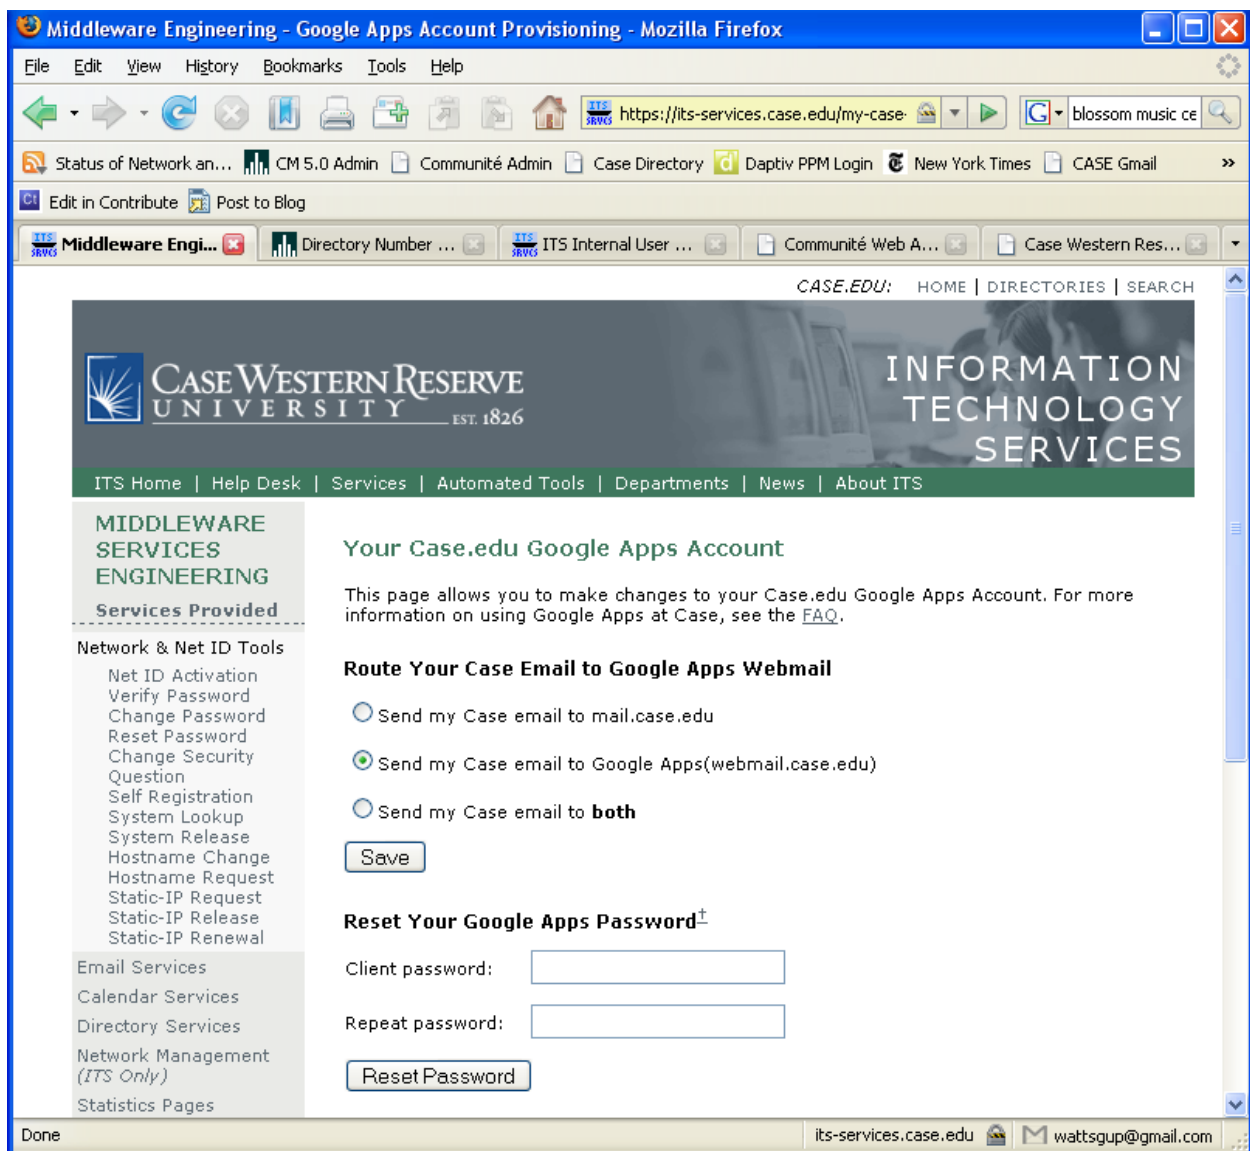 Middleware Engineering - Google Apps Account Provisioning - Mozilla Firefox
File Edit View History Bookmarks Tools Help
ITS SRVCS https://its-services.case.edu/my-case- G blossom music ce
Status of Network an... CM 5.0 Admin Communité Admin Case Directory d Daptiv PPM Login New York Times CASE Gmail »
Ct Edit in Contribute Post to Blog
ITS SRVCS Middleware Engi... Directory Number ... ITS SRVCS ITS Internal User ... Communité Web A... Case Western Res...
CASE.EDU: HOME | DIRECTORIES | SEARCH
CASE WESTERN RESERVE
UNIVERSITY EST. 1826
INFORMATION
TECHNOLOGY
SERVICES
ITS Home | Help Desk | Services | Automated Tools | Departments | News | About ITS
MIDDLEWARE
SERVICES
ENGINEERING
Services Provided
Network & Net ID Tools
Net ID Activation
Verify Password
Change Password
Reset Password
Change Security
Question
Self Registration
System Lookup
System Release
Hostname Change
Hostname Request
Static-IP Request
Static-IP Release
Static-IP Renewal
Email Services
Calendar Services
Directory Services
Network Management
(ITS Only)
Statistics Pages
Your Case.edu Google Apps Account
This page allows you to make changes to your Case.edu Google Apps Account. For more
information on using Google Apps at Case, see the FAQ.
Route Your Case Email to Google Apps Webmail
Send my Case email to mail.case.edu
Send my Case email to Google Apps(webmail.case.edu)
Send my Case email to both
Save
Reset Your Google Apps Password†
Client password:
Repeat password:
Reset Password
Done its-services.case.edu wattsgup@gmail.com